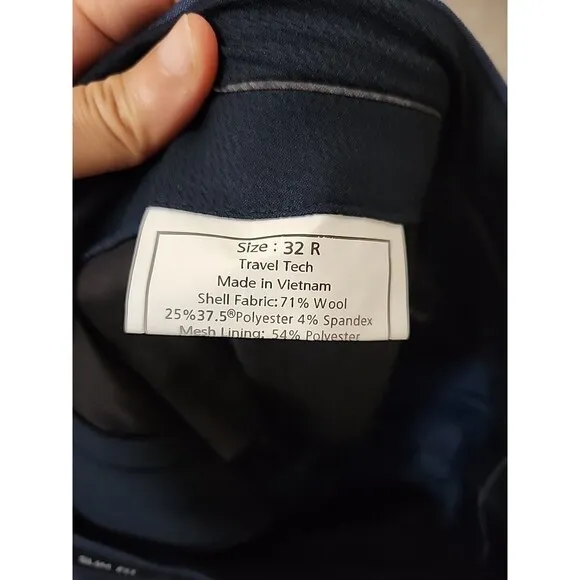 Size : 32 R
Travel Tech
Made in Vietnam
Shell Fabric: 71% Wool
25%37.5®Polyester 4% Spandex
Mesh Lining: 54% Polyester